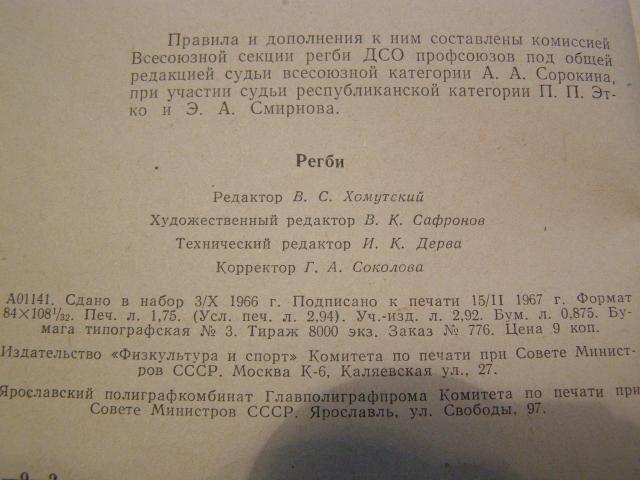 Правила и дополнения к ним составлены комиссией
Всесоюзной секции регби ДСО профсоюзов под общей
редакцией судьи всесоюзной категории А. А. Сорокина,
при участии судьи республиканской категории П. П. Эт-
ко и Э. А. Смирнова.
Регби
Редактор В. С. Хомутский
Художественный редактор В. К. Сафронов
Технический редактор И. К. Дерва
Корректор Г. А. Соколова
А01141. Сдано в набор 3/X 1966 г. Подписано к печати 15/II 1967 г. Формат
84×108¹/₃₂. Печ. л. 1,75. (Усл. печ. л. 2,94). Уч.-изд. л. 2,92. Бум. л. 0,875. Бу-
мага типографская № 3. Тираж 8000 экз. Заказ № 776. Цена 9 коп.
Издательство «Физкультура и спорт» Комитета по печати при Совете Минист-
ров СССР. Москва К-6, Каляевская ул., 27.
Ярославский полиграфкомбинат Главполиграфпрома Комитета по печати при
Совете Министров СССР. Ярославль, ул. Свободы, 97.